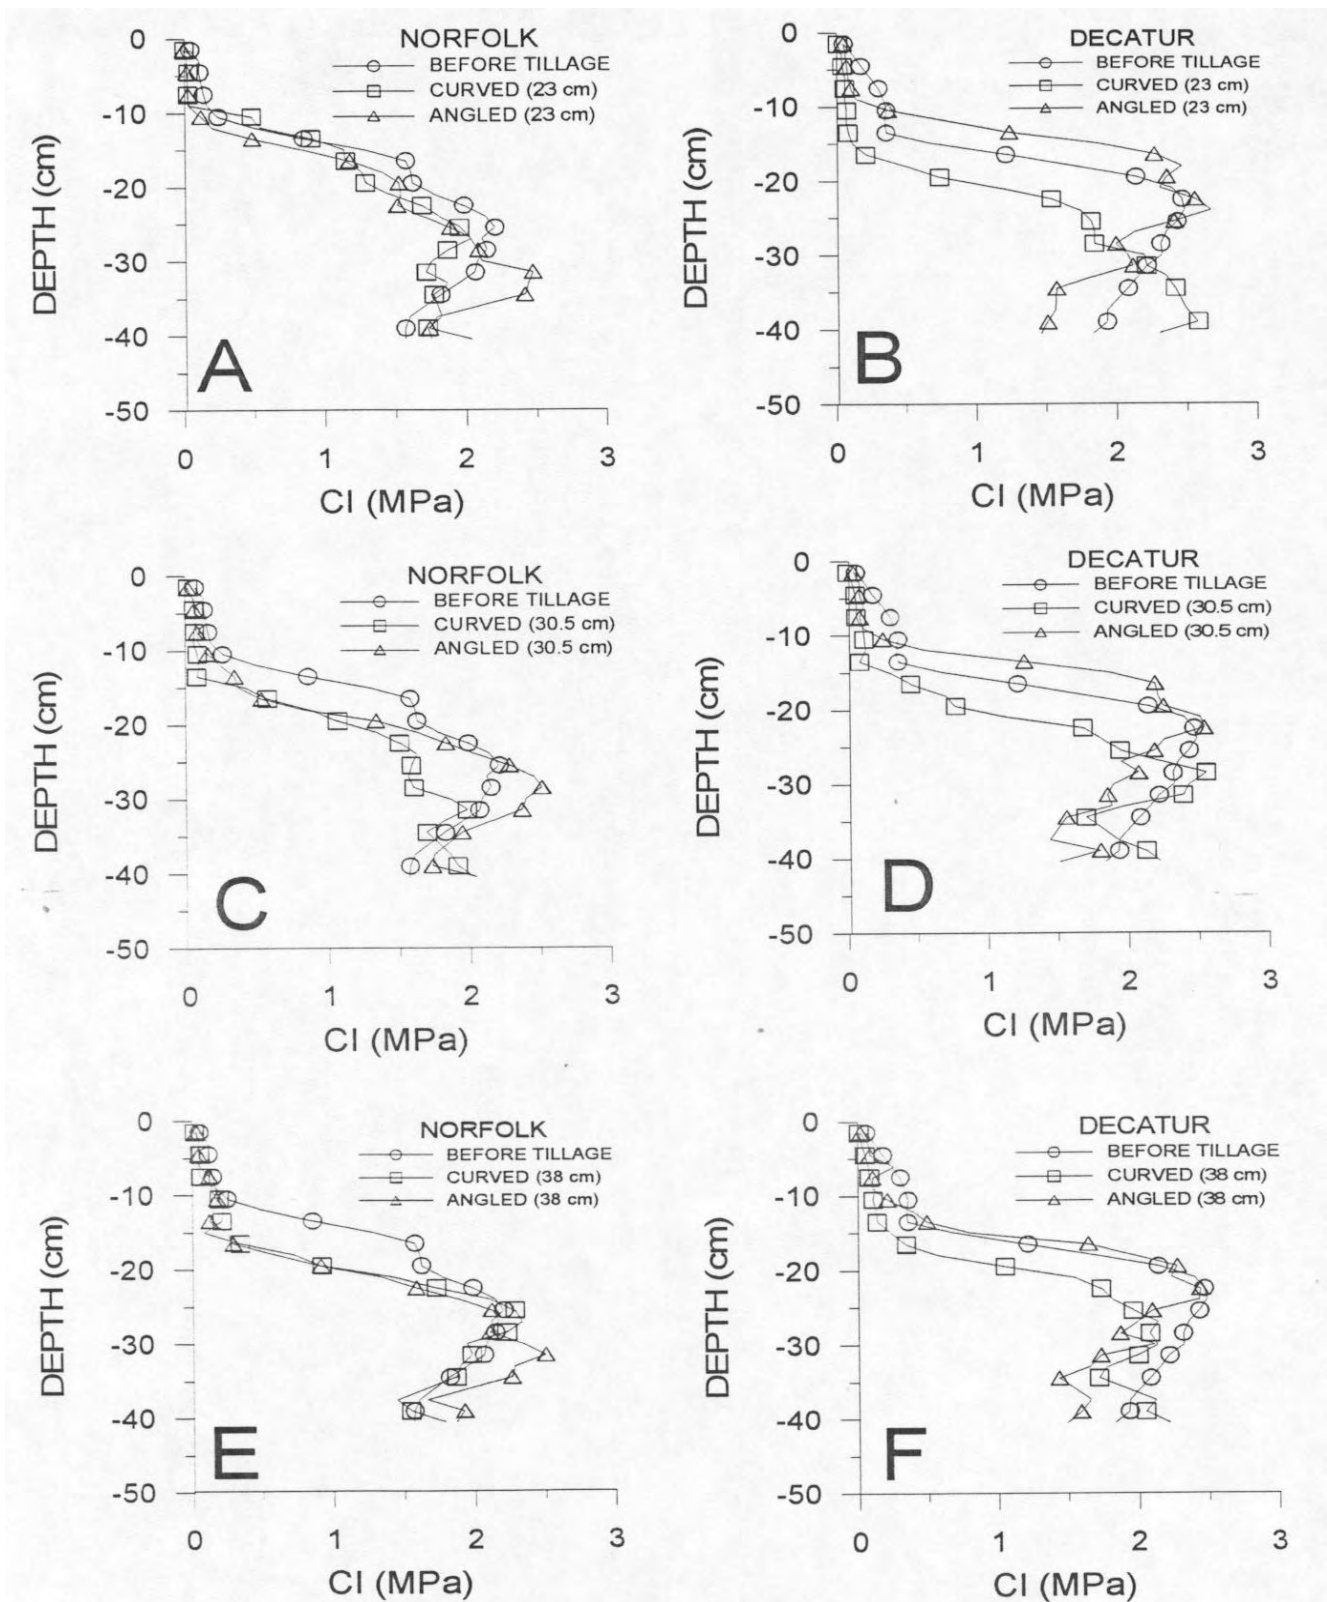 NORFOLK
BEFORE TILLAGE
CURVED (23 cm)
ANGLED (23 cm)
0
-10
-20
-30
-40
-50
DEPTH (cm)
A
0 1 2 3
CI (MPa)
DECATUR
BEFORE TILLAGE
CURVED (23 cm)
ANGLED (23 cm)
0
-10
-20
-30
-40
-50
DEPTH (cm)
B
0 1 2 3
CI (MPa)
NORFOLK
BEFORE TILLAGE
CURVED (30.5 cm)
ANGLED (30.5 cm)
0
-10
-20
-30
-40
-50
DEPTH (cm)
C
0 1 2 3
CI (MPa)
DECATUR
BEFORE TILLAGE
CURVED (30.5 cm)
ANGLED (30.5 cm)
0
-10
-20
-30
-40
-50
DEPTH (cm)
D
0 1 2 3
CI (MPa)
NORFOLK
BEFORE TILLAGE
CURVED (38 cm)
ANGLED (38 cm)
0
-10
-20
-30
-40
-50
DEPTH (cm)
E
0 1 2 3
CI (MPa)
DECATUR
BEFORE TILLAGE
CURVED (38 cm)
ANGLED (38 cm)
0
-10
-20
-30
-40
-50
DEPTH (cm)
F
0 1 2 3
CI (MPa)